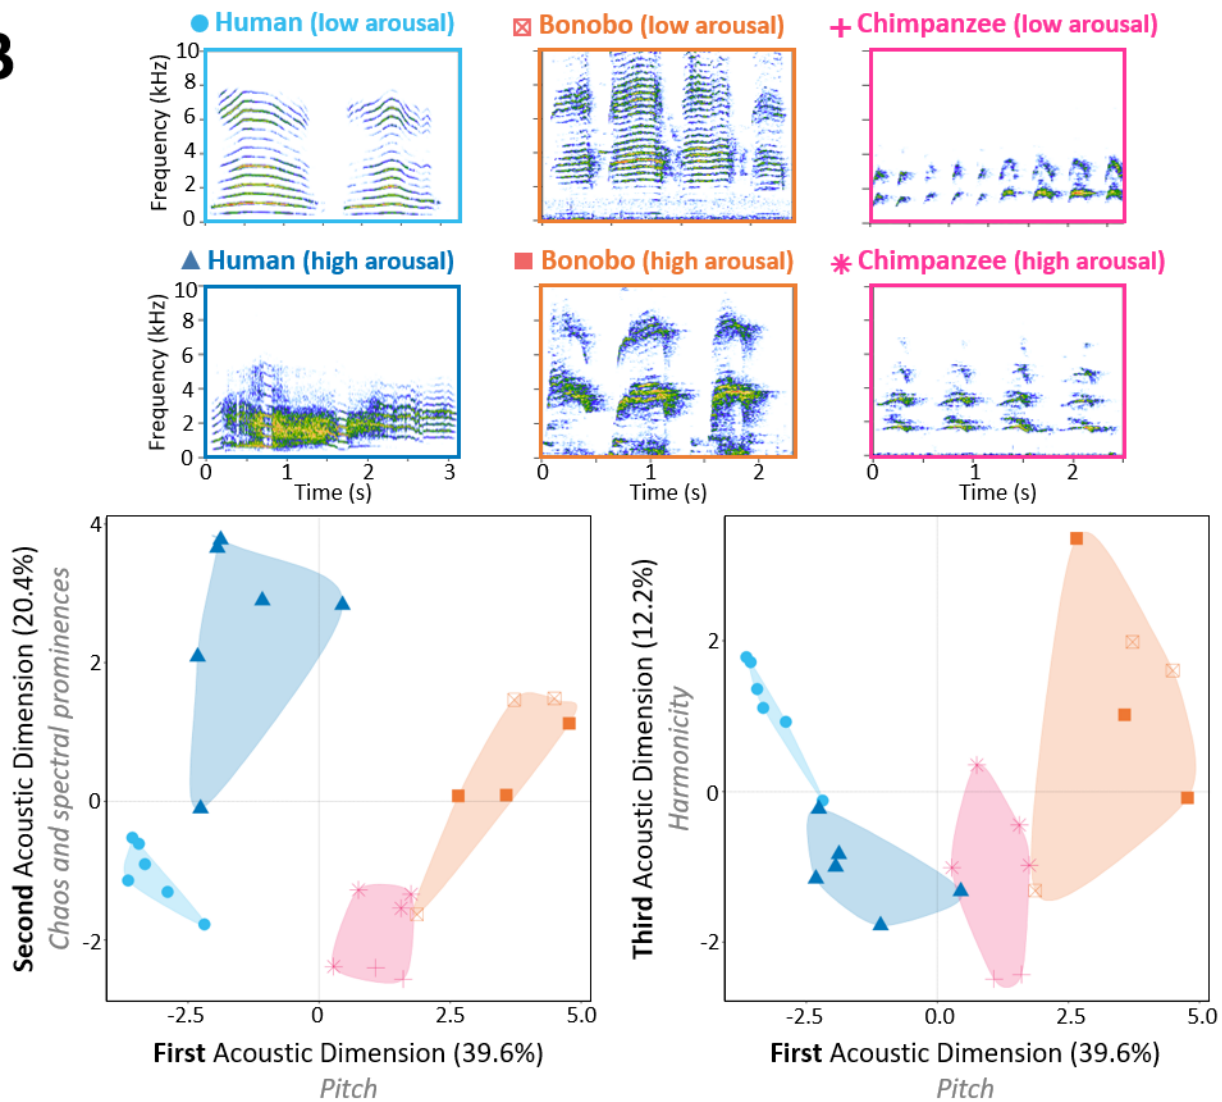 B
Human (low arousal)
Bonobo (low arousal)
Chimpanzee (low arousal)
Frequency (kHz)
10
8
6
4
2
0
Human (high arousal)
Bonobo (high arousal)
Chimpanzee (high arousal)
Frequency (kHz)
10
8
6
4
2
0
0 1 2 3
Time (s)
0 1 2
Time (s)
0 1 2
Time (s)
Second Acoustic Dimension (20.4%)
Chaos and spectral prominences
4
2
0
-2
-2.5 0 2.5 5.0
First Acoustic Dimension (39.6%)
Pitch
Third Acoustic Dimension (12.2%)
Harmonicity
2
0
-2
-2.5 0.0 2.5 5.0
First Acoustic Dimension (39.6%)
Pitch